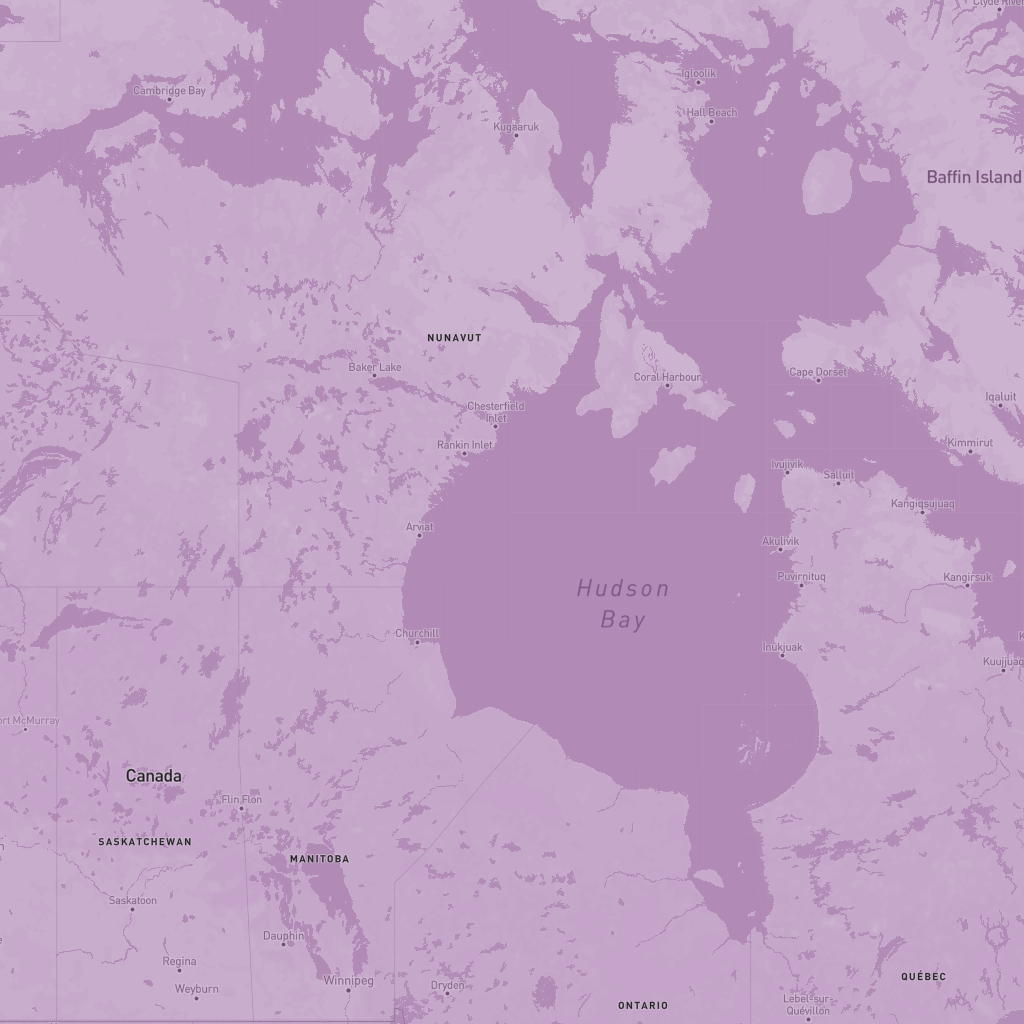 Clyde River
Igloolik
Cambridge Bay
Hall Beach
Kugaaruk
Baffin Island
NUNAVUT
Baker Lake
Coral Harbour
Cape Dorset
Iqaluit
Chesterfield
Inlet
Rankin Inlet
Kimmirut
Ivujivik
Salluit
Kangiqsujuaq
Arviat
Akulivik
Puvirnituq
Kangirsuk
Hudson
Bay
Churchill
Inukjuak
Kuujjuaq
ort McMurray
Canada
Flin Flon
SASKATCHEWAN
MANITOBA
Saskatoon
Dauphin
Regina
Winnipeg
Weyburn
Dryden
QUÉBEC
ONTARIO
Lebel-sur-
Quévillon